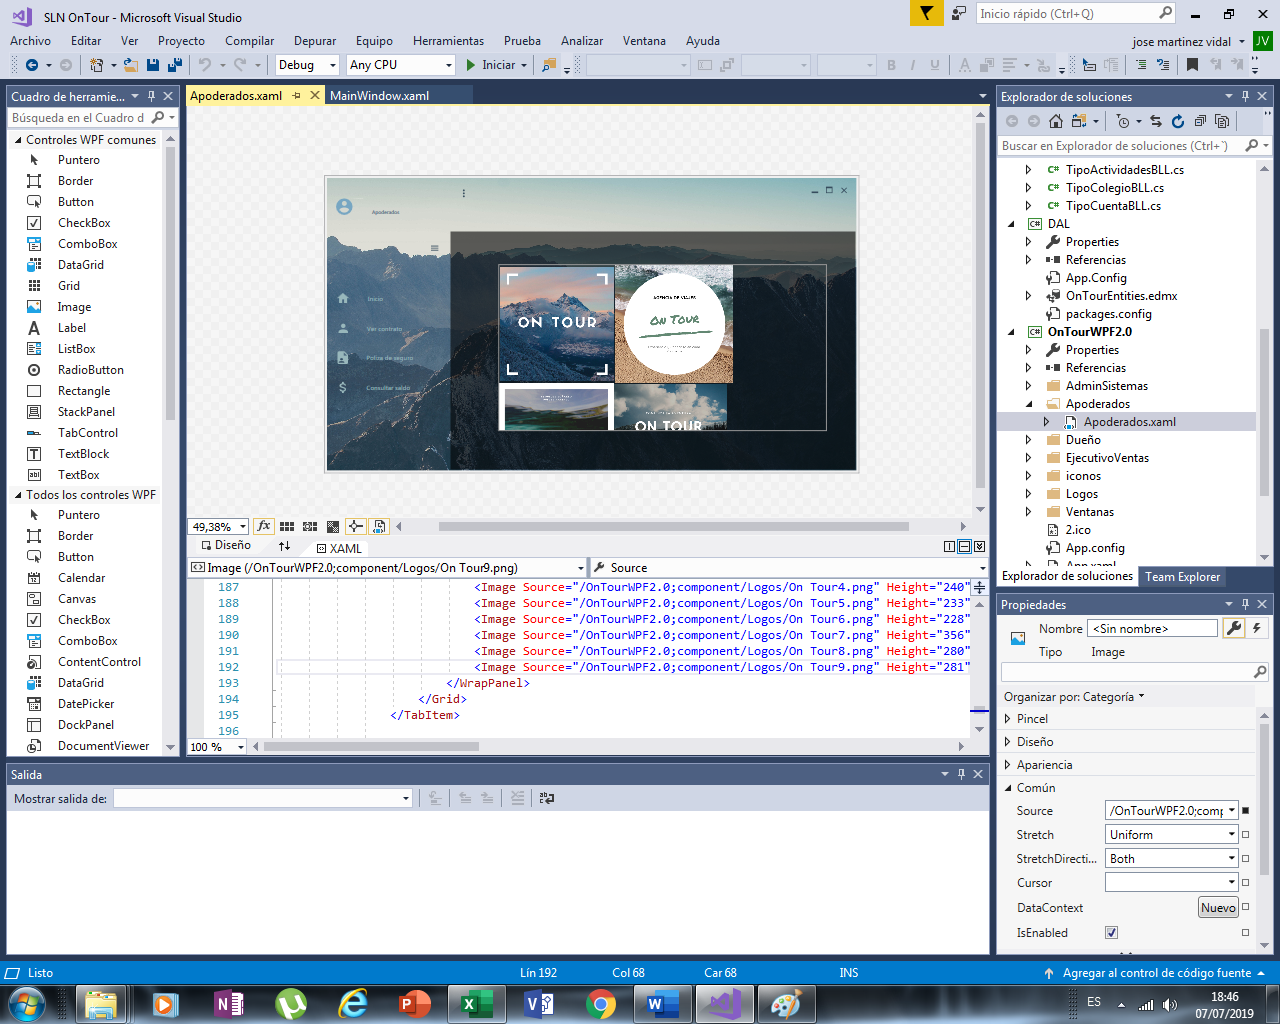 SLN OnTour - Microsoft Visual Studio
Inicio rápido (Ctrl+Q)
Archivo Editar Ver Proyecto Compilar Depurar Equipo Herramientas Prueba Analizar Ventana Ayuda
jose martinez vidal JV
Debug Any CPU Iniciar
Cuadro de herramie...
Búsqueda en el Cuadro d
Controles WPF comunes
Puntero
Border
Button
CheckBox
ComboBox
DataGrid
Grid
Image
Label
ListBox
RadioButton
Rectangle
StackPanel
TabControl
TextBlock
TextBox
Todos los controles WPF
Puntero
Border
Button
Calendar
Canvas
CheckBox
ComboBox
ContentControl
DataGrid
DatePicker
DockPanel
DocumentViewer
Apoderados.xaml MainWindow.xaml
Apoderados
Inicio
Ver contrato
Poliza de seguro
Consultar saldo
ON TOUR
AGENCIA DE VIAJES
On Tour
ON TOUR
49,38%
Diseño XAML
Image (/OnTourWPF2.0;component/Logos/On Tour9.png) Source
187 <Image Source="/OnTourWPF2.0;component/Logos/On Tour4.png" Height="240"
188 <Image Source="/OnTourWPF2.0;component/Logos/On Tour5.png" Height="233"
189 <Image Source="/OnTourWPF2.0;component/Logos/On Tour6.png" Height="228"
190 <Image Source="/OnTourWPF2.0;component/Logos/On Tour7.png" Height="356"
191 <Image Source="/OnTourWPF2.0;component/Logos/On Tour8.png" Height="280"
192 <Image Source="/OnTourWPF2.0;component/Logos/On Tour9.png" Height="281"
193 </WrapPanel>
194 </Grid>
195 </TabItem>
196
100 %
Salida
Mostrar salida de:
Explorador de soluciones
Buscar en Explorador de soluciones (Ctrl+`)
TipoActividadesBLL.cs
TipoColegioBLL.cs
TipoCuentaBLL.cs
DAL
Properties
Referencias
App.Config
OnTourEntities.edmx
packages.config
OnTourWPF2.0
Properties
Referencias
AdminSistemas
Apoderados
Apoderados.xaml
Dueño
EjecutivoVentas
iconos
Logos
Ventanas
2.ico
App.config
App.xaml
Explorador de soluciones Team Explorer
Propiedades
Nombre <Sin nombre>
Tipo Image
Organizar por: Categoría
Pincel
Diseño
Apariencia
Común
Source /OnTourWPF2.0;comp
Stretch Uniform
StretchDirecti... Both
Cursor
DataContext Nuevo
IsEnabled
Listo Lín 192 Col 68 Car 68 INS Agregar al control de código fuente
ES 18:46
07/07/2019